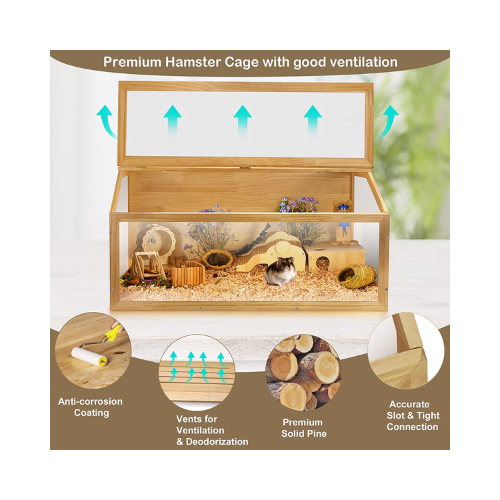 Premium Hamster Cage with good ventilation
Anti-corrosion
Coating
Vents for
Ventilation
& Deodorization
Premium
Solid Pine
Accurate
Slot & Tight
Connection